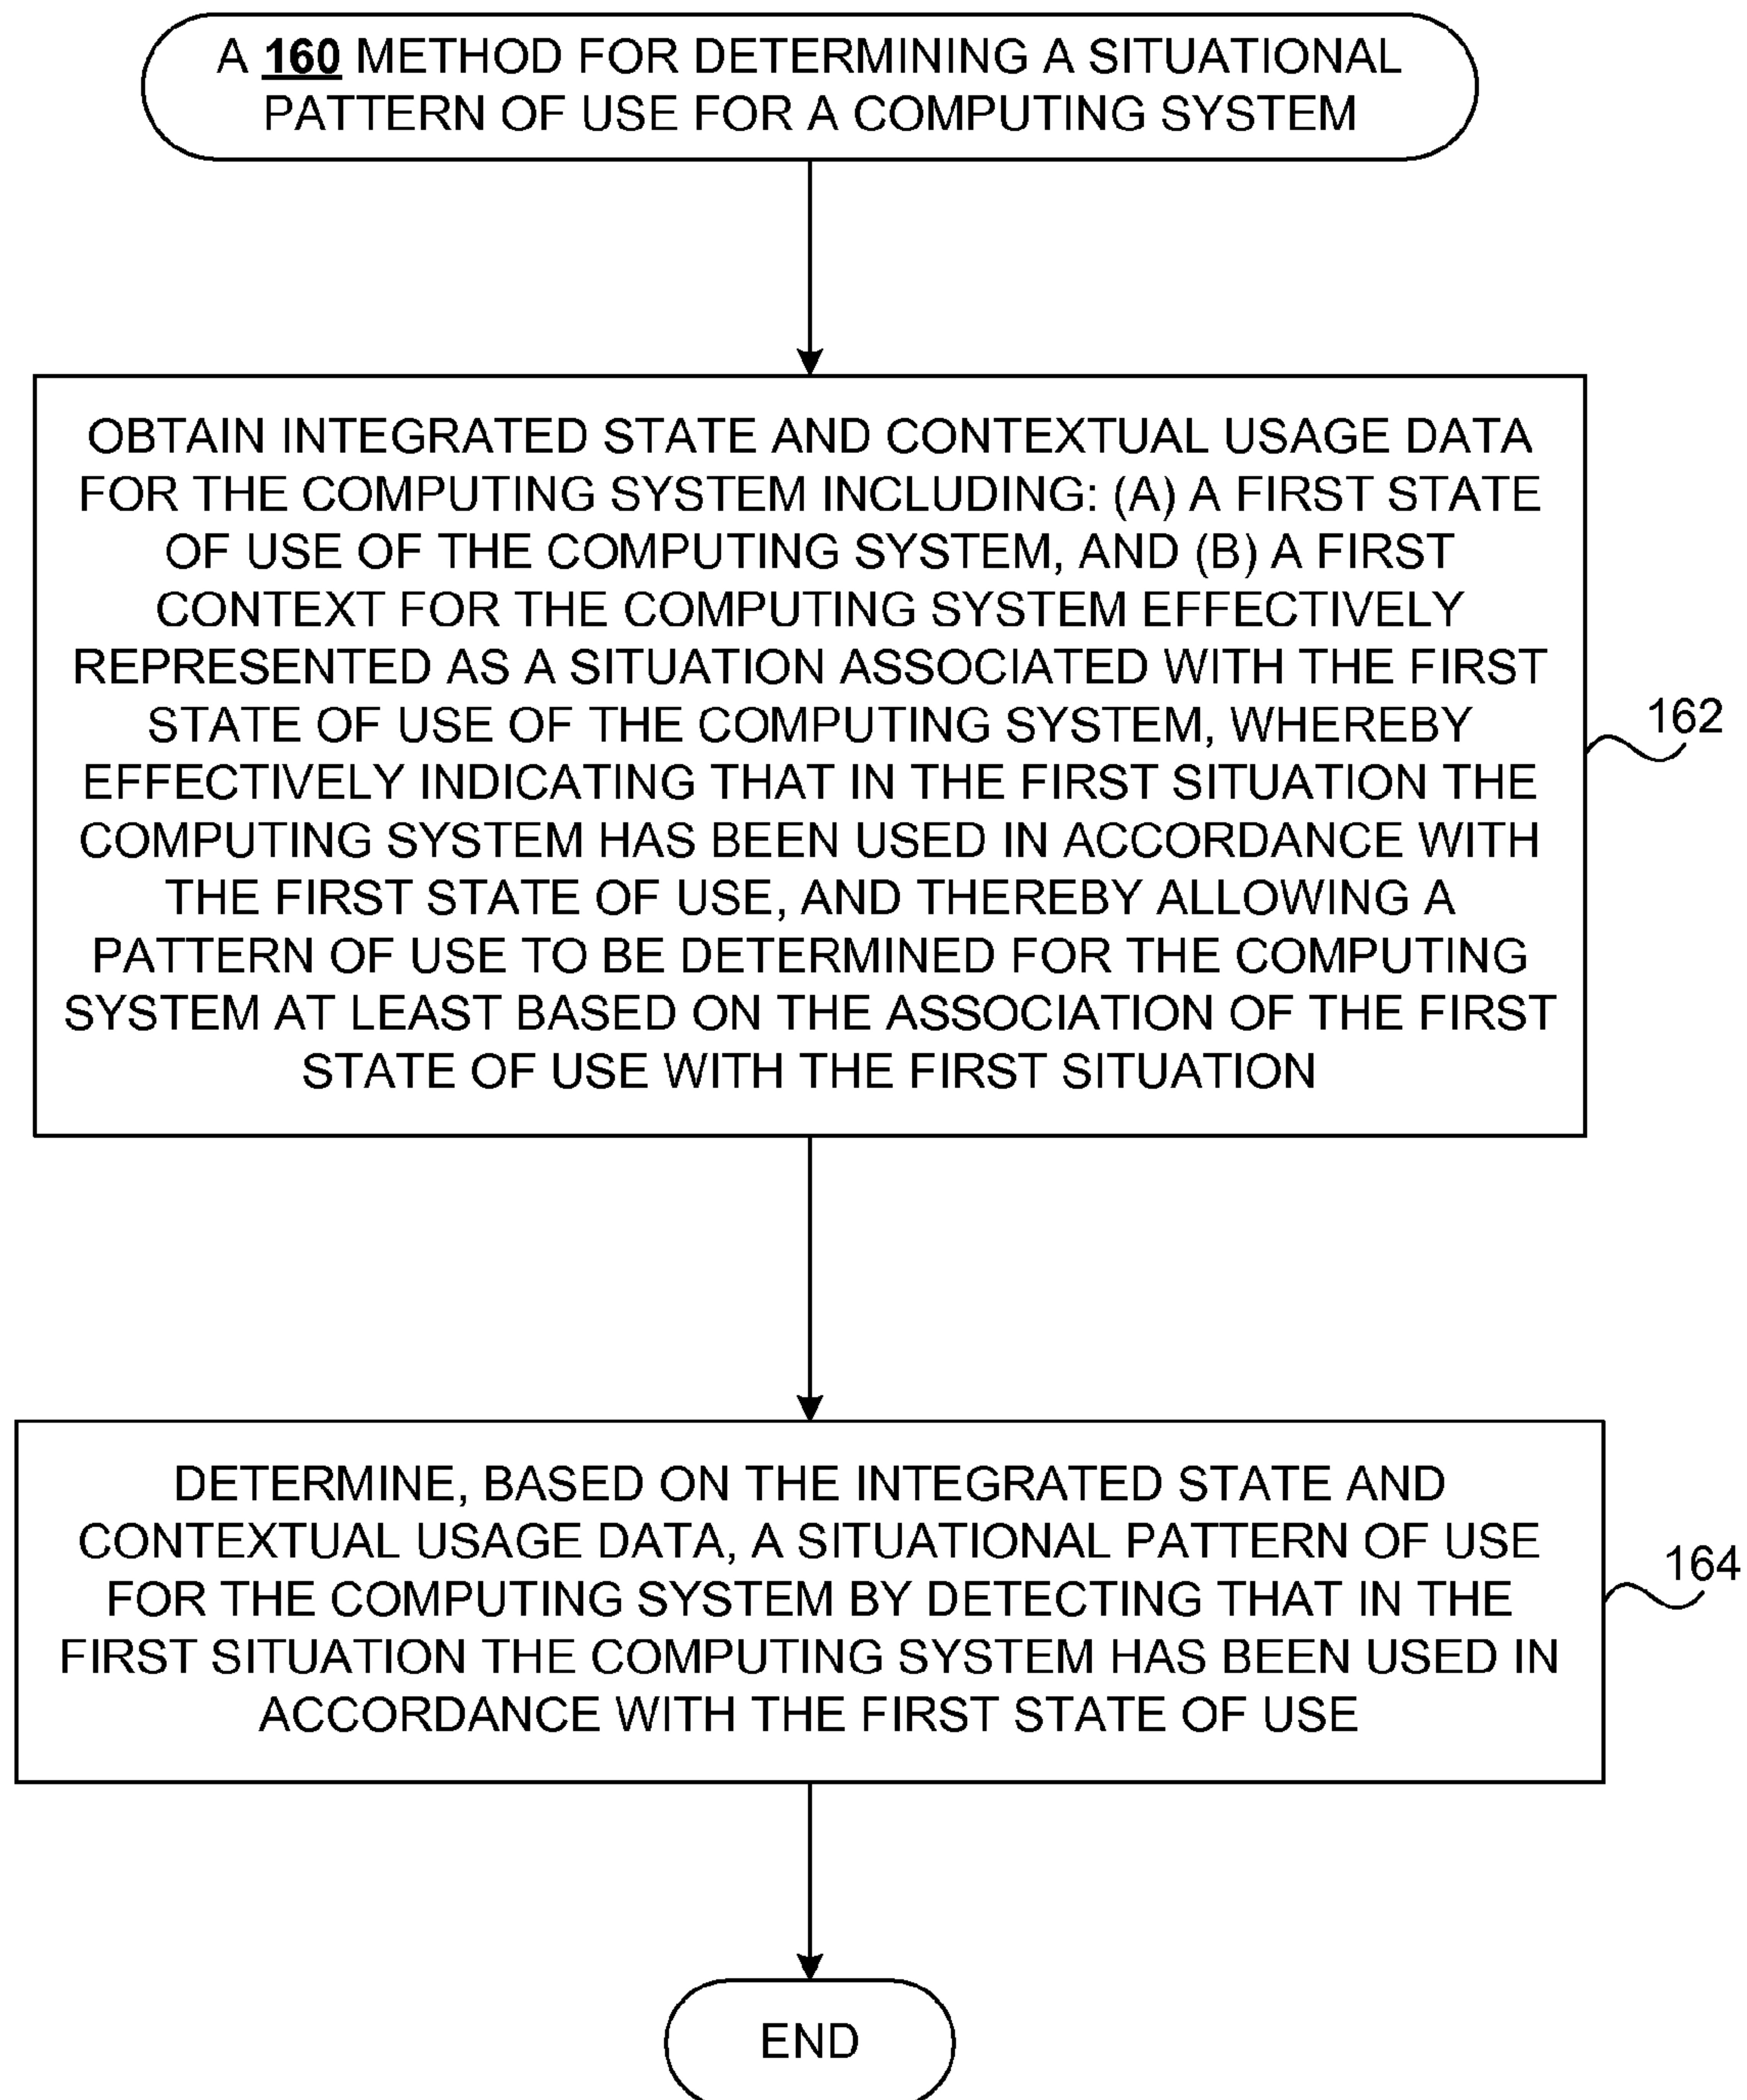 A 160 METHOD FOR DETERMINING A SITUATIONAL
PATTERN OF USE FOR A COMPUTING SYSTEM
OBTAIN INTEGRATED STATE AND CONTEXTUAL USAGE DATA
FOR THE COMPUTING SYSTEM INCLUDING: (A) A FIRST STATE
OF USE OF THE COMPUTING SYSTEM, AND (B) A FIRST
CONTEXT FOR THE COMPUTING SYSTEM EFFECTIVELY
REPRESENTED AS A SITUATION ASSOCIATED WITH THE FIRST
STATE OF USE OF THE COMPUTING SYSTEM, WHEREBY
EFFECTIVELY INDICATING THAT IN THE FIRST SITUATION THE
COMPUTING SYSTEM HAS BEEN USED IN ACCORDANCE WITH
THE FIRST STATE OF USE, AND THEREBY ALLOWING A
PATTERN OF USE TO BE DETERMINED FOR THE COMPUTING
SYSTEM AT LEAST BASED ON THE ASSOCIATION OF THE FIRST
STATE OF USE WITH THE FIRST SITUATION
162
DETERMINE, BASED ON THE INTEGRATED STATE AND
CONTEXTUAL USAGE DATA, A SITUATIONAL PATTERN OF USE
FOR THE COMPUTING SYSTEM BY DETECTING THAT IN THE
FIRST SITUATION THE COMPUTING SYSTEM HAS BEEN USED IN
ACCORDANCE WITH THE FIRST STATE OF USE
164
END